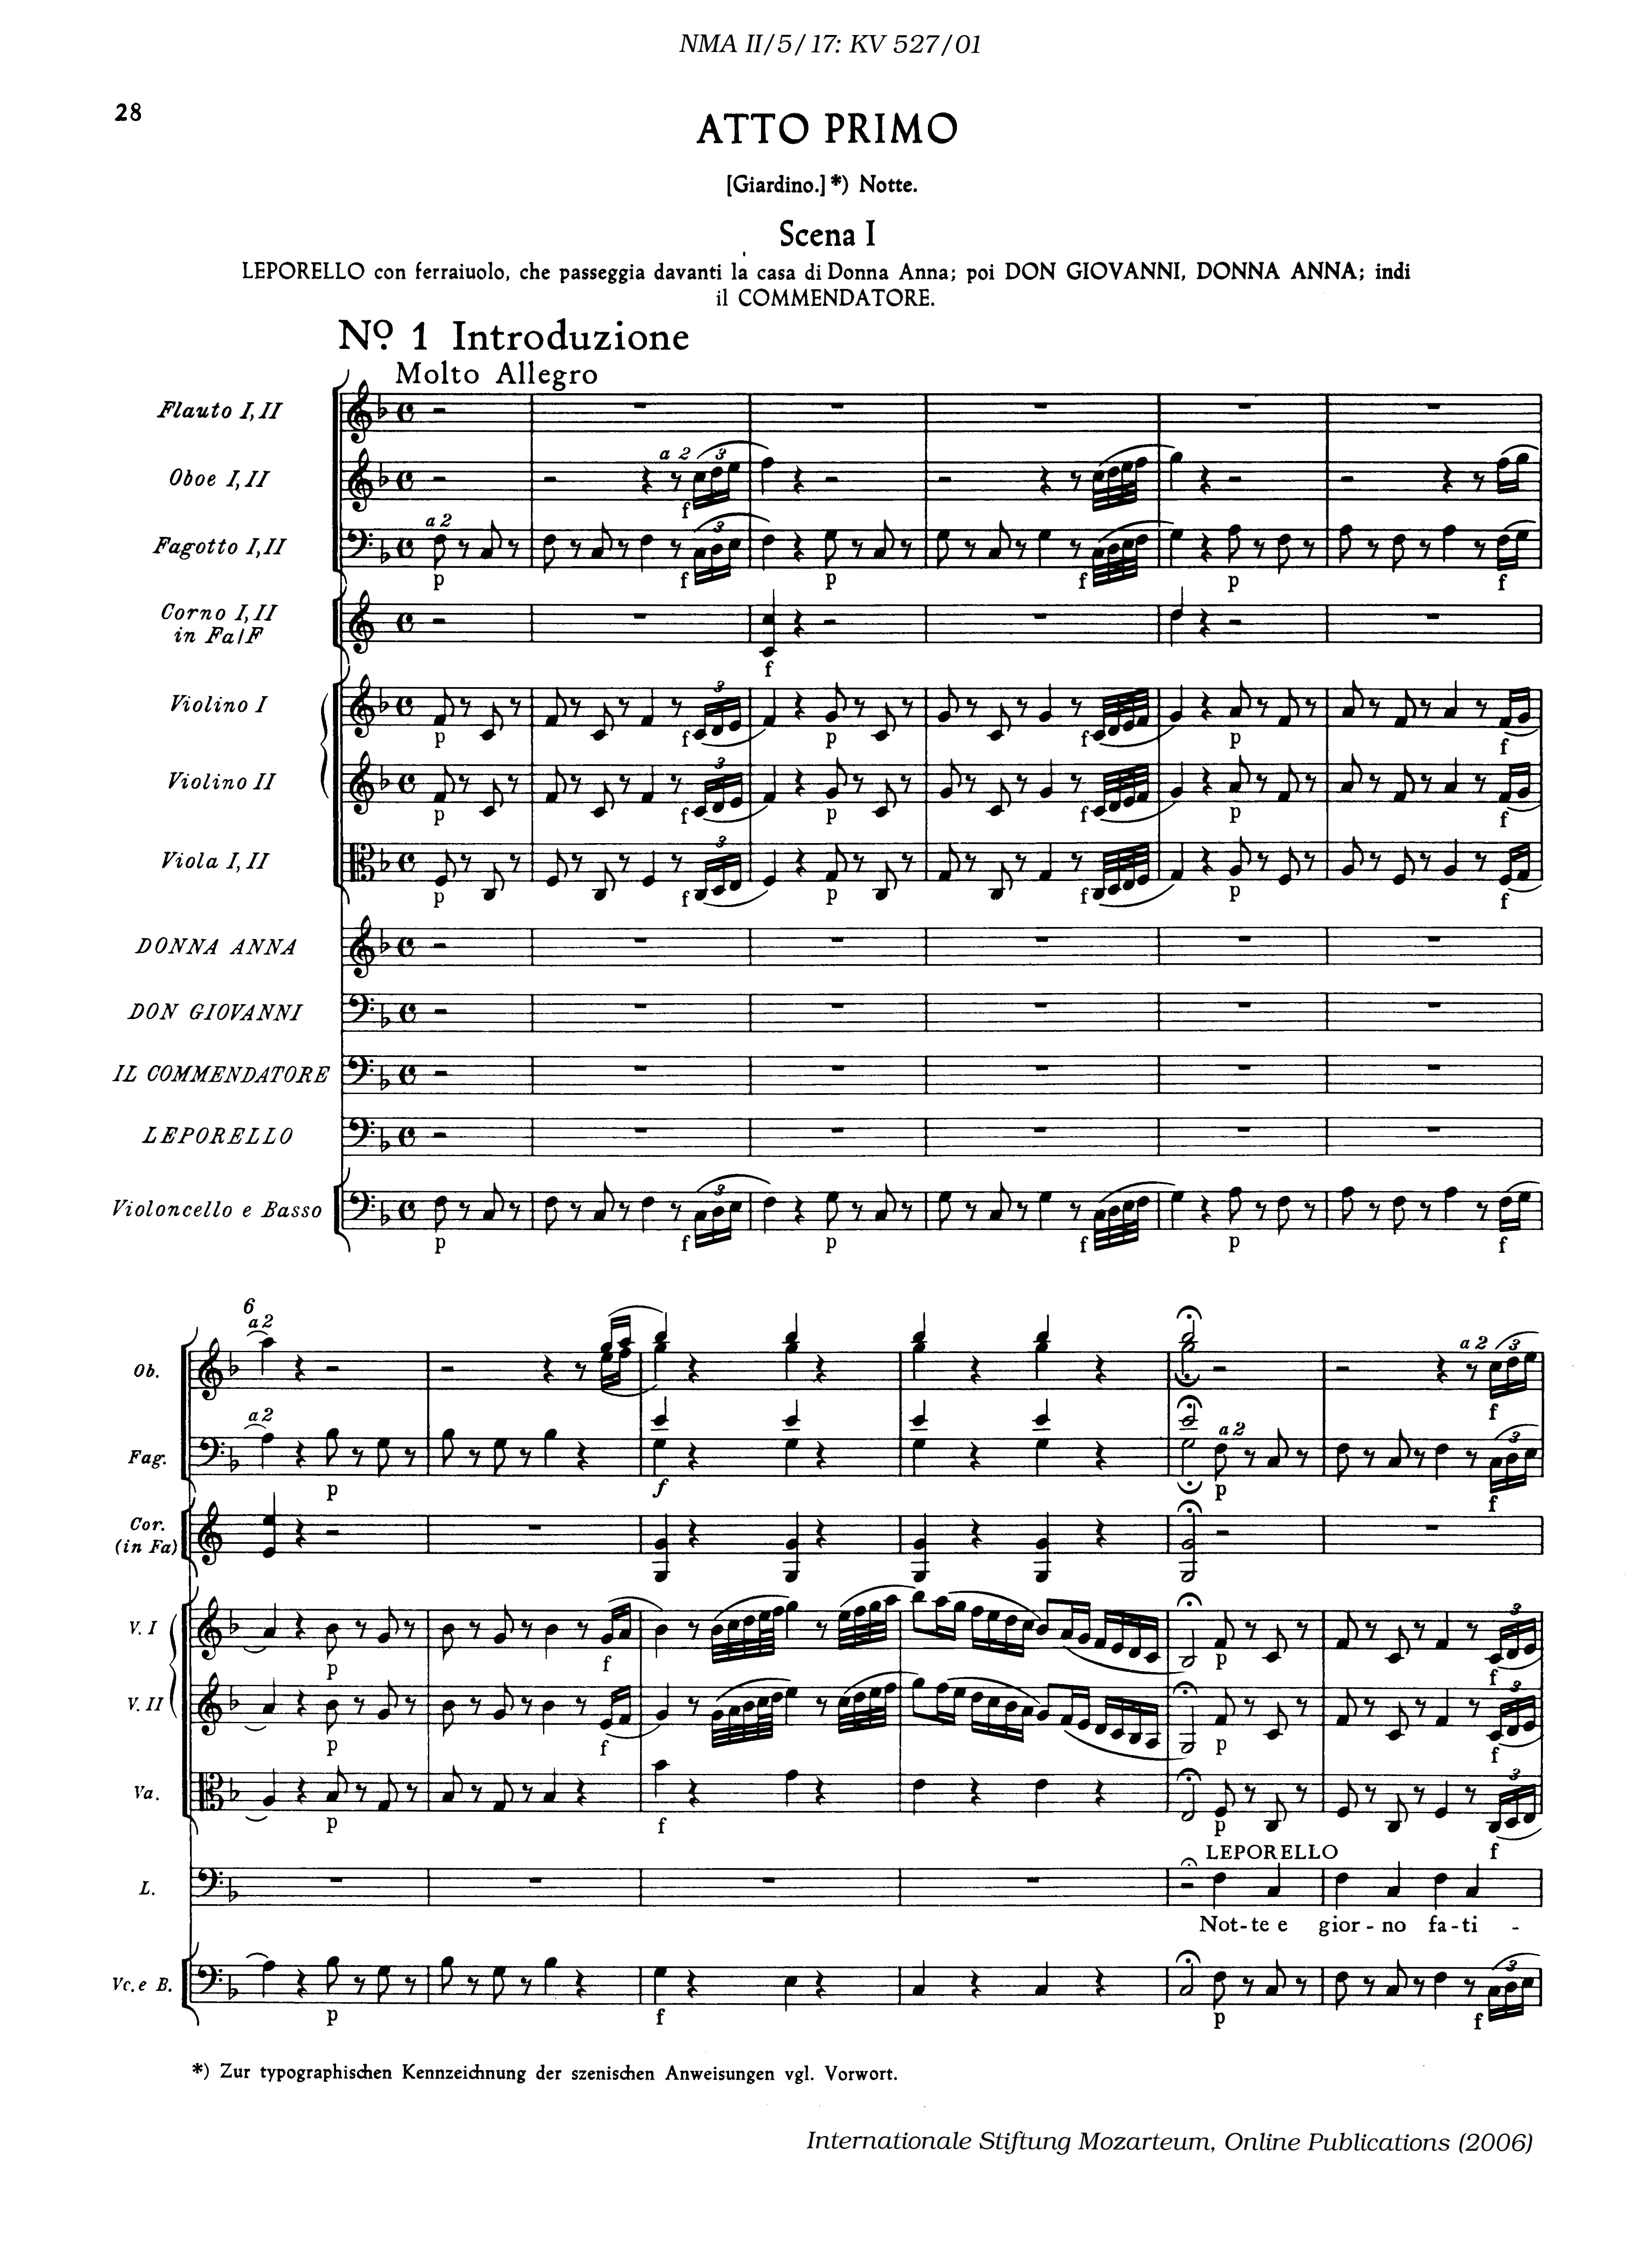 NMA II/5/17: KV 527/01
28
ATTO PRIMO
[Giardino.] *) Notte.
Scena I
LEPORELLO con ferraiuolo, che passeggia davanti la casa di Donna Anna; poi DON GIOVANNI, DONNA ANNA; indi
il COMMENDATORE.
Nº. 1 Introduzione
Molto Allegro
Flauto I, II
a 2 3
Oboe I, II
f
a 2 3
Fagotto I, II
p f p f p f
Corno I, II
in Fa/F
f
3
Violino I
p f p f p f
3
Violino II
p f p f p f
3
Viola I, II
p f p f p f
DONNA ANNA
DON GIOVANNI
IL COMMENDATORE
LEPORELLO
3
Violoncello e Basso
p f p f p f
6
a 2 a 2 3
Ob.
f
a 2 a 2 3
Fag.
p f p f
Cor.
(in Fa)
3
V. I
p f p f
3
V. II
p f p f
3
Va.
p f p f
LEPORELLO
L.
Not-te e gior-no fa-ti -
3
Vc. e B.
p f p f
*) Zur typographischen Kennzeichnung der szenischen Anweisungen vgl. Vorwort.
Internationale Stiftung Mozarteum, Online Publications (2006)